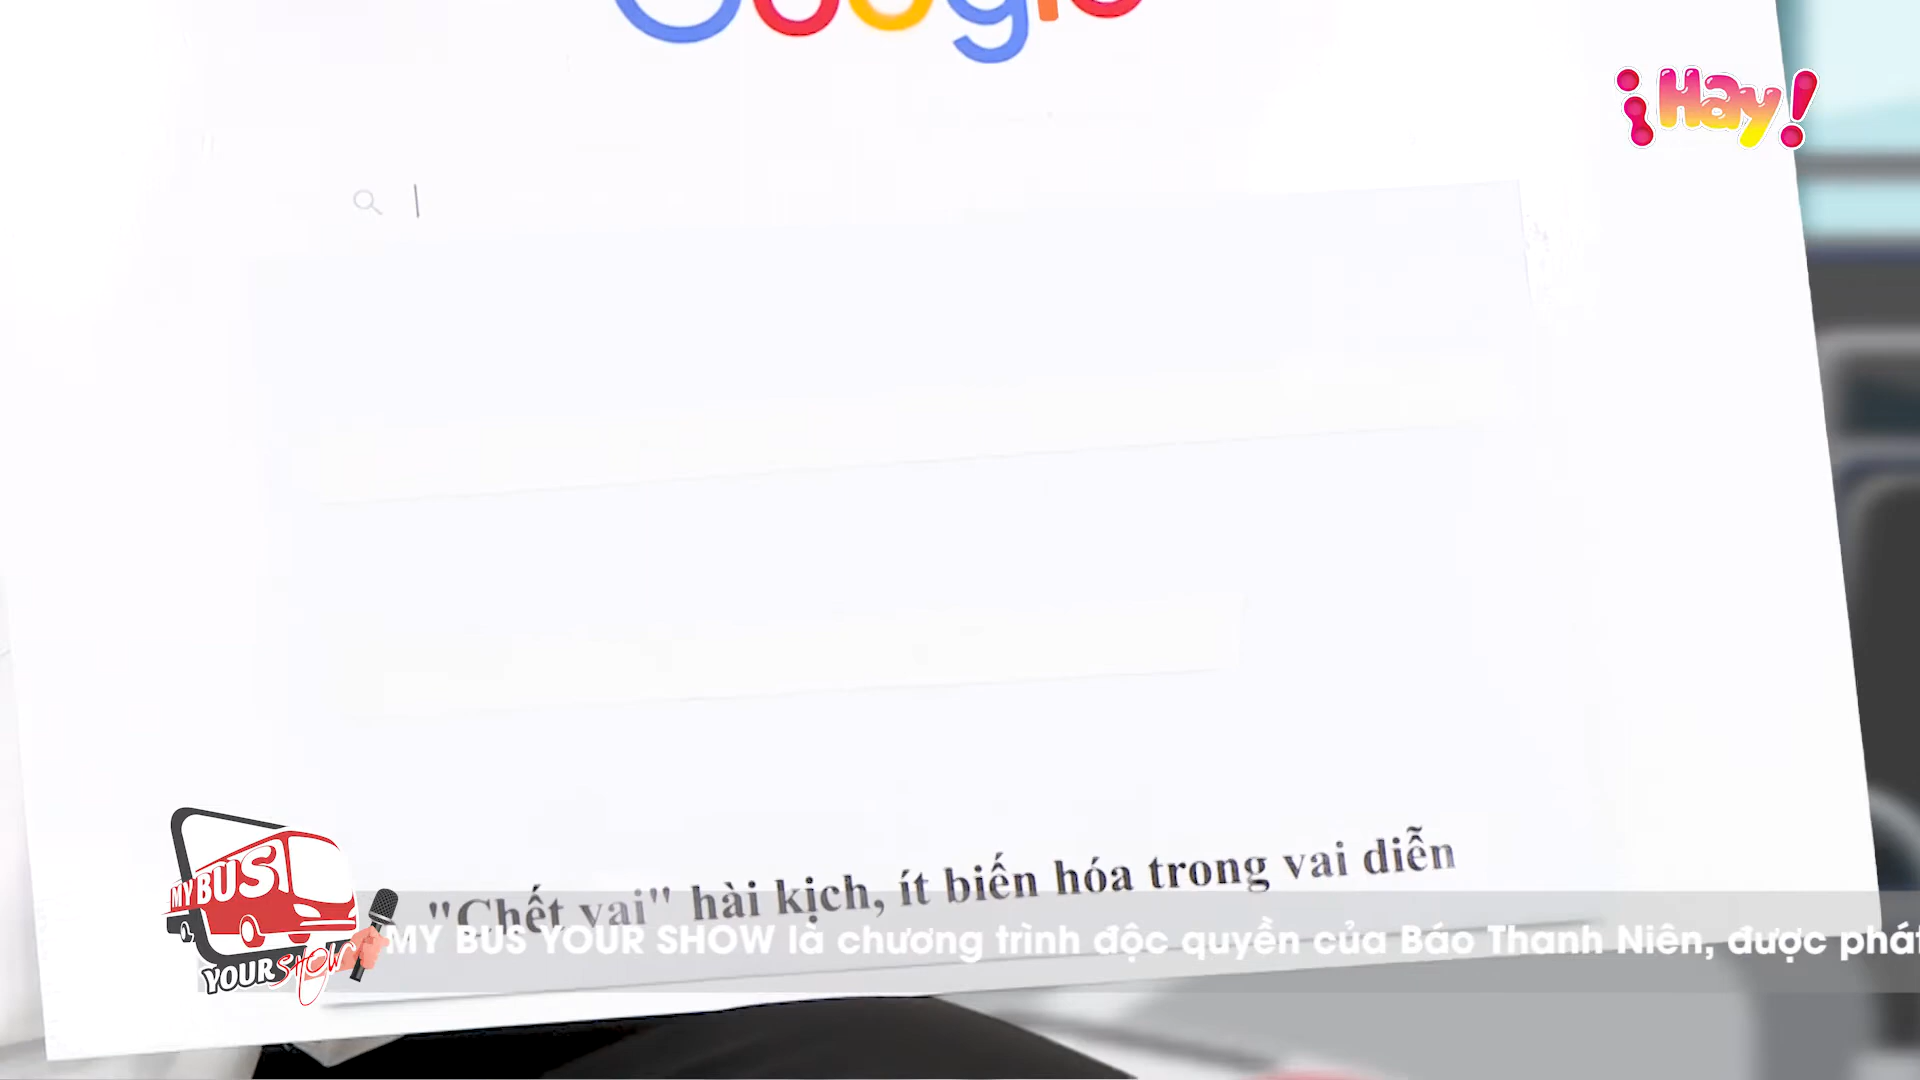 Google
¡Hay!
"Chết vai" hài kịch, ít biến hóa trong vai diễn
MY BUS
YOUR SHOW
MY BUS YOUR SHOW là chương trình độc quyền của Báo Thanh Niên, được phát